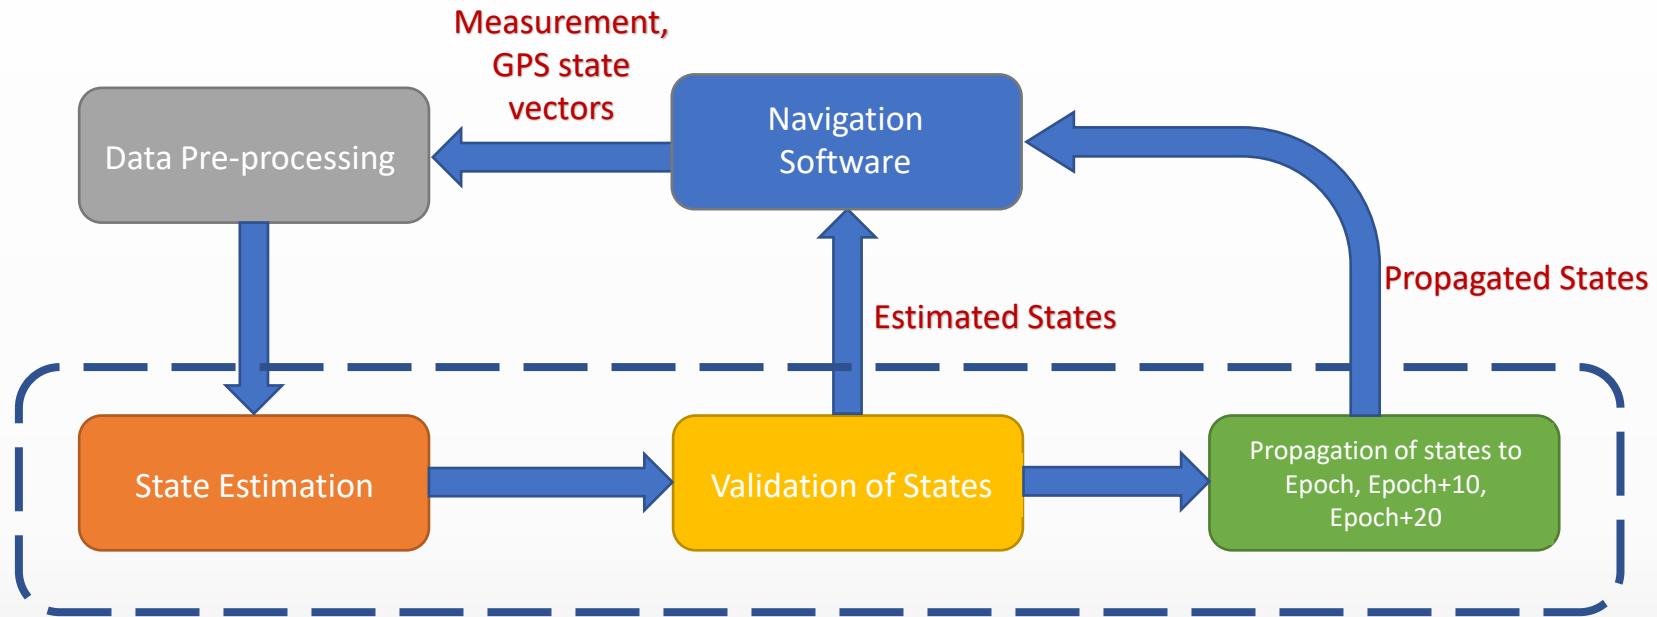 Measurement,
GPS state
vectors
Data Pre-processing
Navigation
Software
Propagated States
Estimated States
State Estimation
Validation of States
Propagation of states to
Epoch, Epoch+10,
Epoch+20